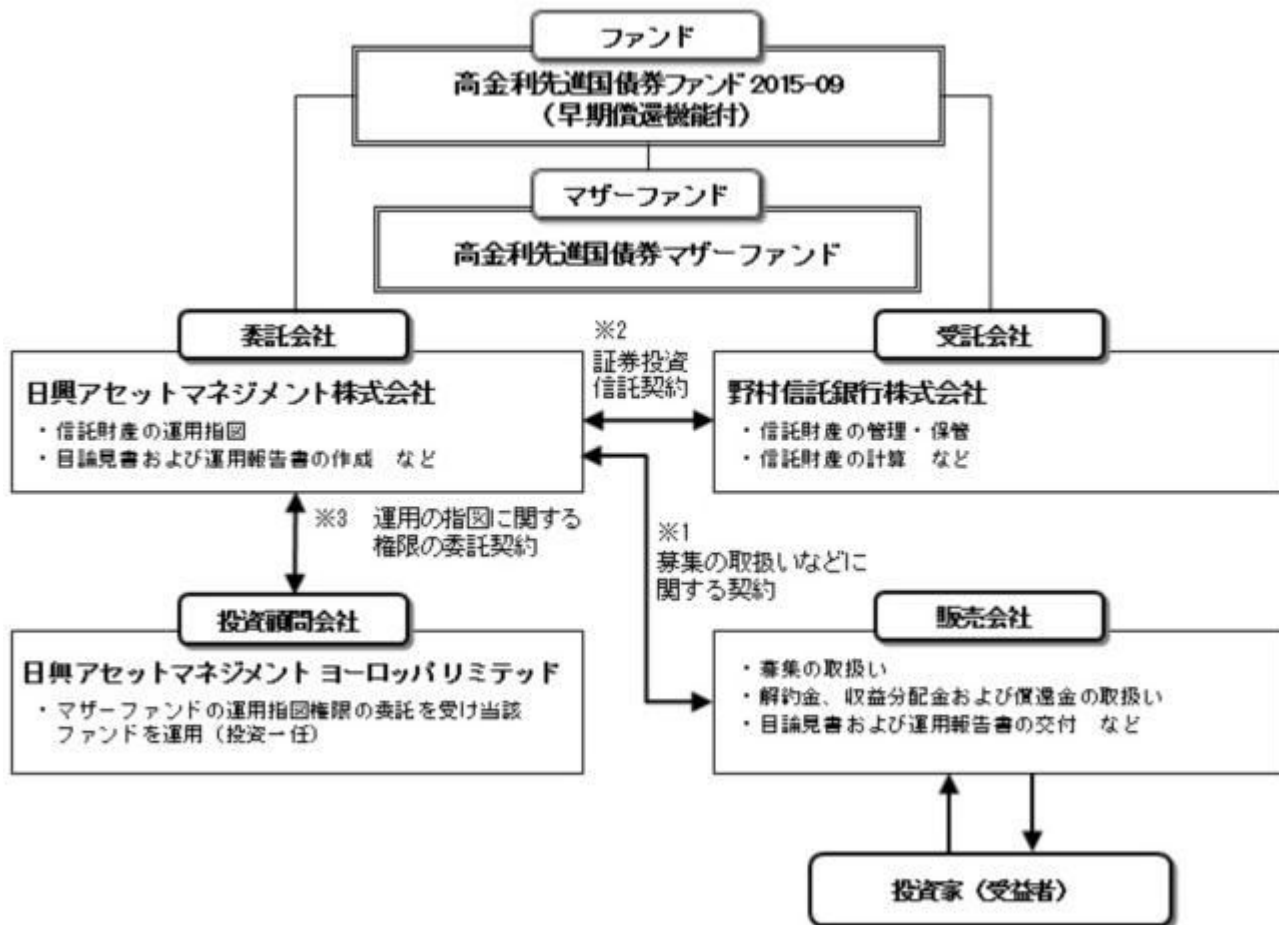 ファンド
高金利先進国債券ファンド2015-09
（早期償還機能付）
マザーファンド
高金利先進国債券マザーファンド
委託会社
日興アセットマネジメント株式会社
・信託財産の運用指図
・目論見書および運用報告書の作成　など
※2
証券投資
信託契約
受託会社
野村信託銀行株式会社
・信託財産の管理・保管
・信託財産の計算　など
※3　運用の指図に関する
権限の委託契約
※1
募集の取扱いなどに
関する契約
投資顧問会社
日興アセットマネジメント ヨーロッパ リミテッド
・マザーファンドの運用指図権限の委託を受け当該
ファンドを運用（投資一任）
販売会社
・募集の取扱い
・解約金、収益分配金および償還金の取扱い
・目論見書および運用報告書の交付　など
投資家（受益者）